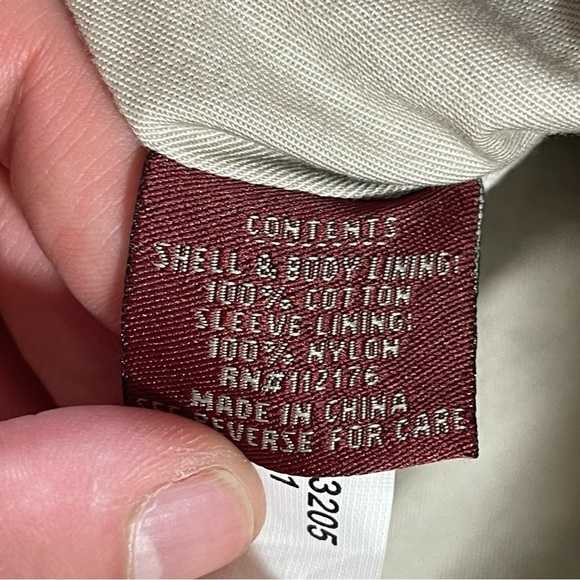 CONTENTS
SHELL & BODY LINING:
100% COTTON
SLEEVE LINING:
100% NYLON
RN#112176
MADE IN CHINA
SEE REVERSE FOR CARE
3205
1